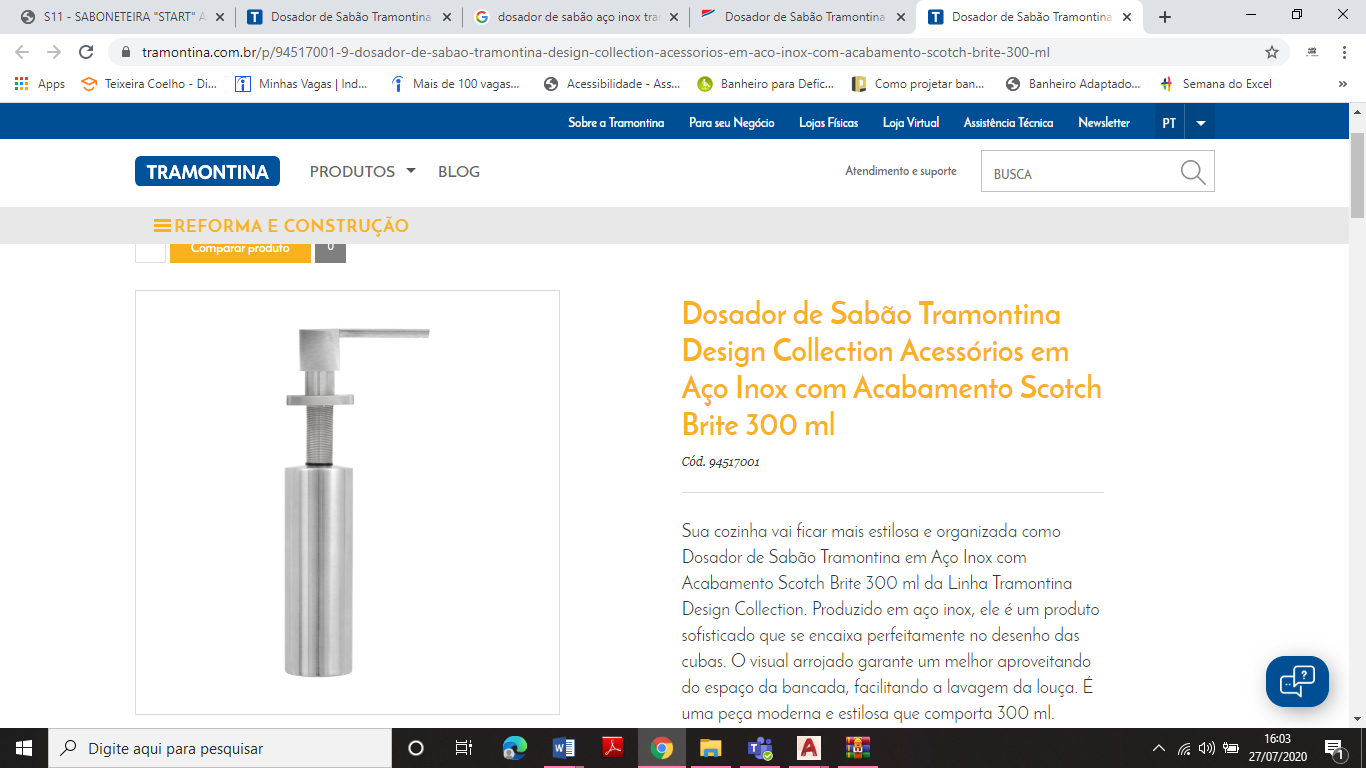 S11 - SABONETEIRA "START" A
Dosador de Sabão Tramontina
dosador de sabão aço inox tra
Dosador de Sabão Tramontina
Dosador de Sabão Tramontina
tramontina.com.br/p/94517001-9-dosador-de-sabao-tramontina-design-collection-acessorios-em-aco-inox-com-acabamento-scotch-brite-300-ml
Apps
Teixeira Coelho - Di...
Minhas Vagas | Ind...
Mais de 100 vagas...
Acessibilidade - Ass...
Banheiro para Defic...
Como projetar ban...
Banheiro Adaptado...
Semana do Excel
»
Sobre a Tramontina
Para seu Negócio
Lojas Físicas
Loja Virtual
Assistência Técnica
Newsletter
PT
TRAMONTINA
PRODUTOS
BLOG
Atendimento e suporte
BUSCA
REFORMA E CONSTRUÇÃO
Comparar produto
0
Dosador de Sabão Tramontina
Design Collection Acessórios em
Aço Inox com Acabamento Scotch
Brite 300 ml
Cód. 94517001
Sua cozinha vai ficar mais estilosa e organizada como
Dosador de Sabão Tramontina em Aço Inox com
Acabamento Scotch Brite 300 ml da Linha Tramontina
Design Collection. Produzido em aço inox, ele é um produto
sofisticado que se encaixa perfeitamente no desenho das
cubas. O visual arrojado garante um melhor aproveitando
do espaço da bancada, facilitando a lavagem da louça. É
uma peça moderna e estilosa que comporta 300 ml.
Digite aqui para pesquisar
16:03
27/07/2020
1